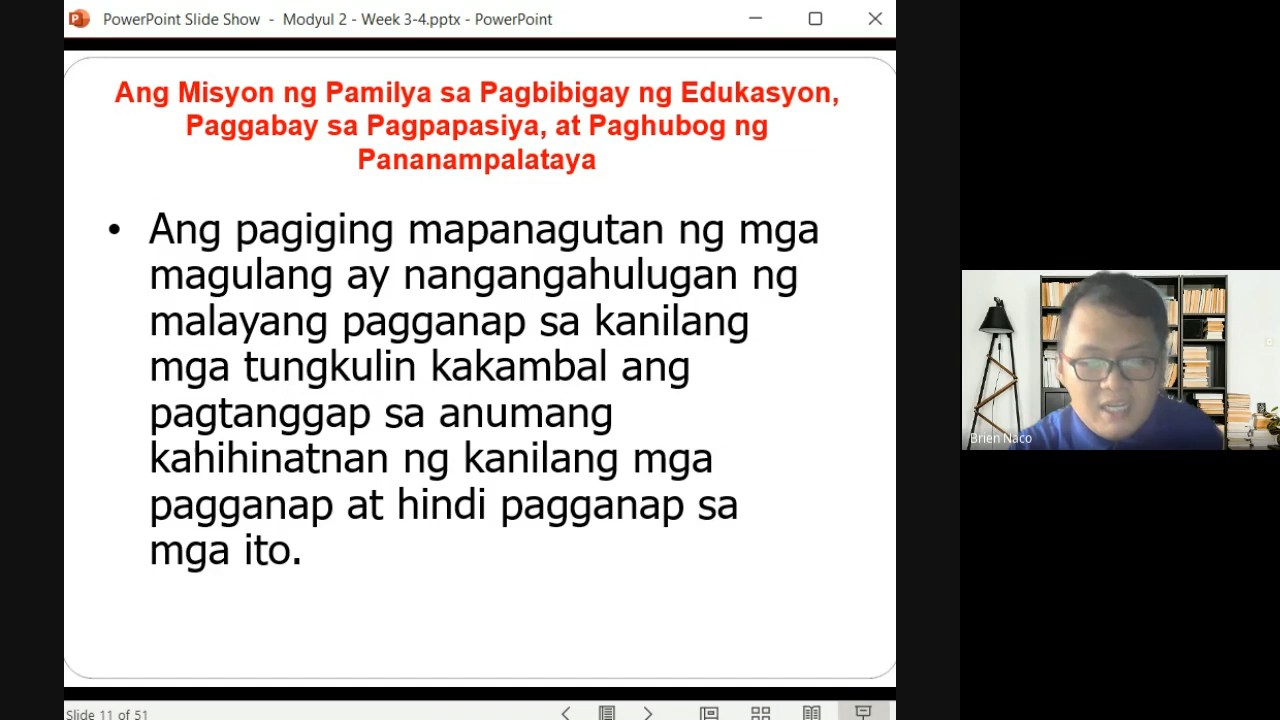 PowerPoint Slide Show - Modyul 2 - Week 3-4.pptx - PowerPoint
Ang Misyon ng Pamilya sa Pagbibigay ng Edukasyon,
Paggabay sa Pagpapasiya, at Paghubog ng
Pananampalataya
• Ang pagiging mapanagutan ng mga
magulang ay nangangahulugan ng
malayang pagganap sa kanilang
mga tungkulin kakambal ang
pagtanggap sa anumang
kahihinatnan ng kanilang mga
pagganap at hindi pagganap sa
mga ito.
Brien Naco
Slide 11 of 51